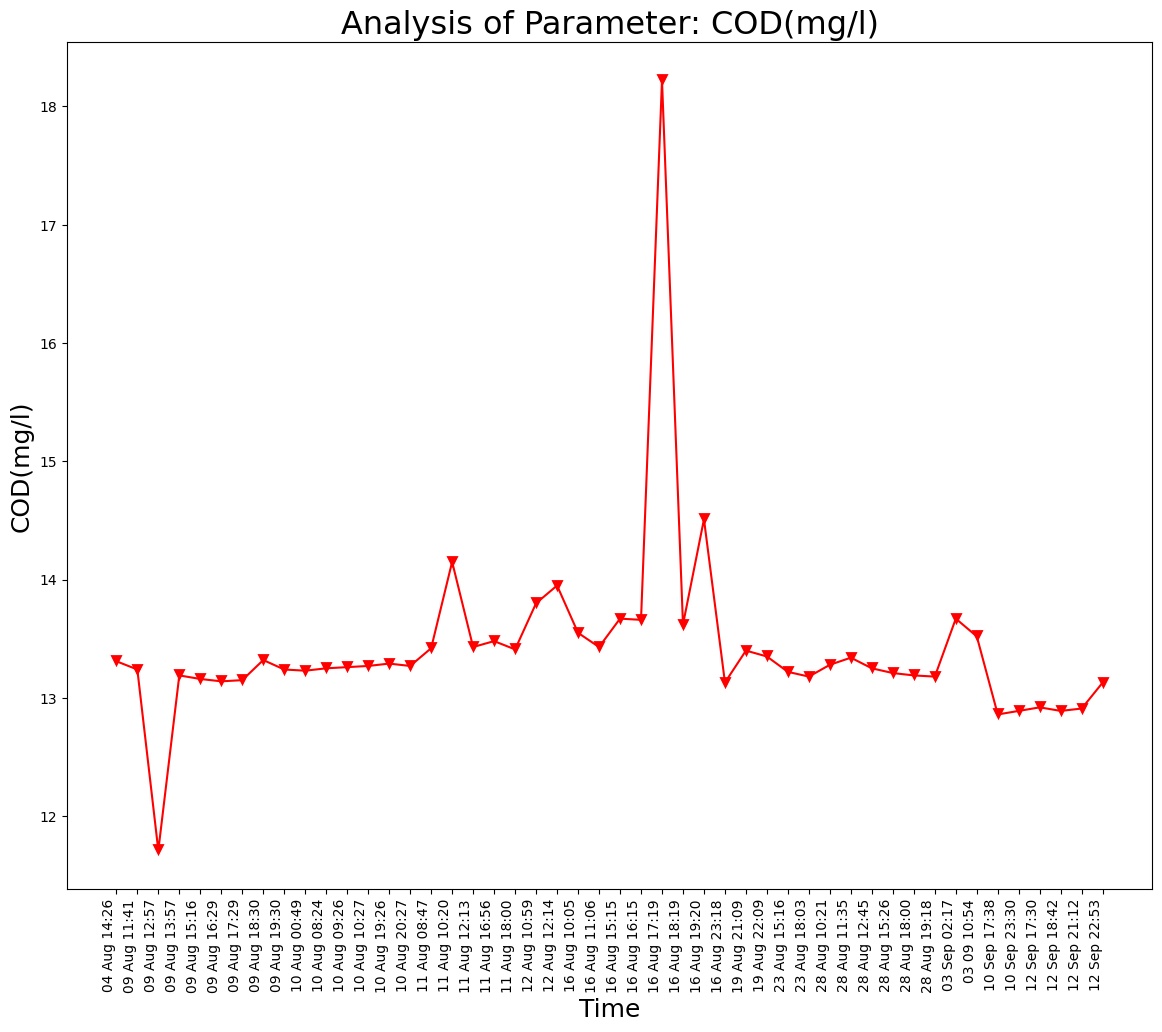 Analysis of Parameter: COD(mg/l)
COD(mg/l)
18
17
16
15
14
13
12
04 Aug 14:26
09 Aug 11:41
09 Aug 12:57
09 Aug 13:57
09 Aug 15:16
09 Aug 16:29
09 Aug 17:29
09 Aug 18:30
09 Aug 19:30
10 Aug 00:49
10 Aug 08:24
10 Aug 09:26
10 Aug 10:27
10 Aug 19:26
10 Aug 20:27
11 Aug 08:47
11 Aug 10:20
11 Aug 12:13
11 Aug 16:56
11 Aug 18:00
12 Aug 10:59
12 Aug 12:14
16 Aug 10:05
16 Aug 11:06
16 Aug 15:15
16 Aug 16:15
16 Aug 17:19
16 Aug 18:19
16 Aug 19:20
16 Aug 23:18
19 Aug 21:09
19 Aug 22:09
23 Aug 15:16
23 Aug 18:03
28 Aug 10:21
28 Aug 11:35
28 Aug 12:45
28 Aug 15:26
28 Aug 18:00
28 Aug 19:18
03 Sep 02:17
03 09 10:54
10 Sep 17:38
10 Sep 23:30
12 Sep 17:30
12 Sep 18:42
12 Sep 21:12
12 Sep 22:53
Time